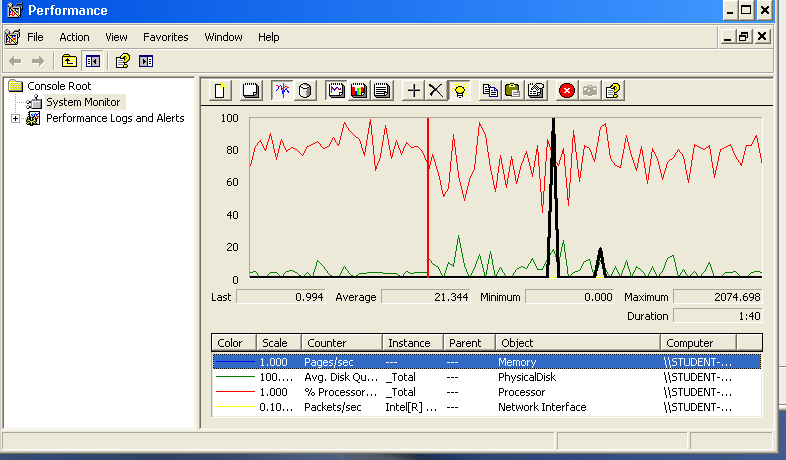 Performance
File Action View Favorites Window Help
Console Root
System Monitor
Performance Logs and Alerts
100
80
60
40
20
0
Last 0.994 Average 21.344 Minimum 0.000 Maximum 2074.698
Duration 1:40
Color Scale Counter Instance Parent Object Computer
1.000 Pages/sec --- --- Memory \\STUDENT-...
100.... Avg. Disk Qu... _Total --- PhysicalDisk \\STUDENT-...
1.000 % Processor... _Total --- Processor \\STUDENT-...
0.10... Packets/sec Intel[R] ... --- Network Interface \\STUDENT-...